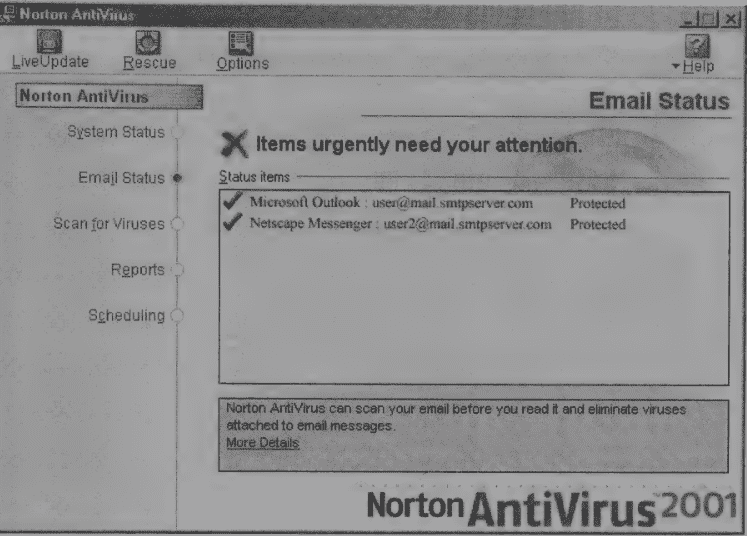 Norton AntiVirus
LiveUpdate Rescue Options Help
Norton AntiVirus
System Status
Email Status
Scan for Viruses
Reports
Scheduling
Email Status
Items urgently need your attention.
Status items
Microsoft Outlook : user@mail.smtpserver.com Protected
Netscape Messenger : user2@mail.smtpserver.com Protected
Norton AntiVirus can scan your email before you read it and eliminate viruses
attached to email messages.
More Details
Norton AntiVirus 2001